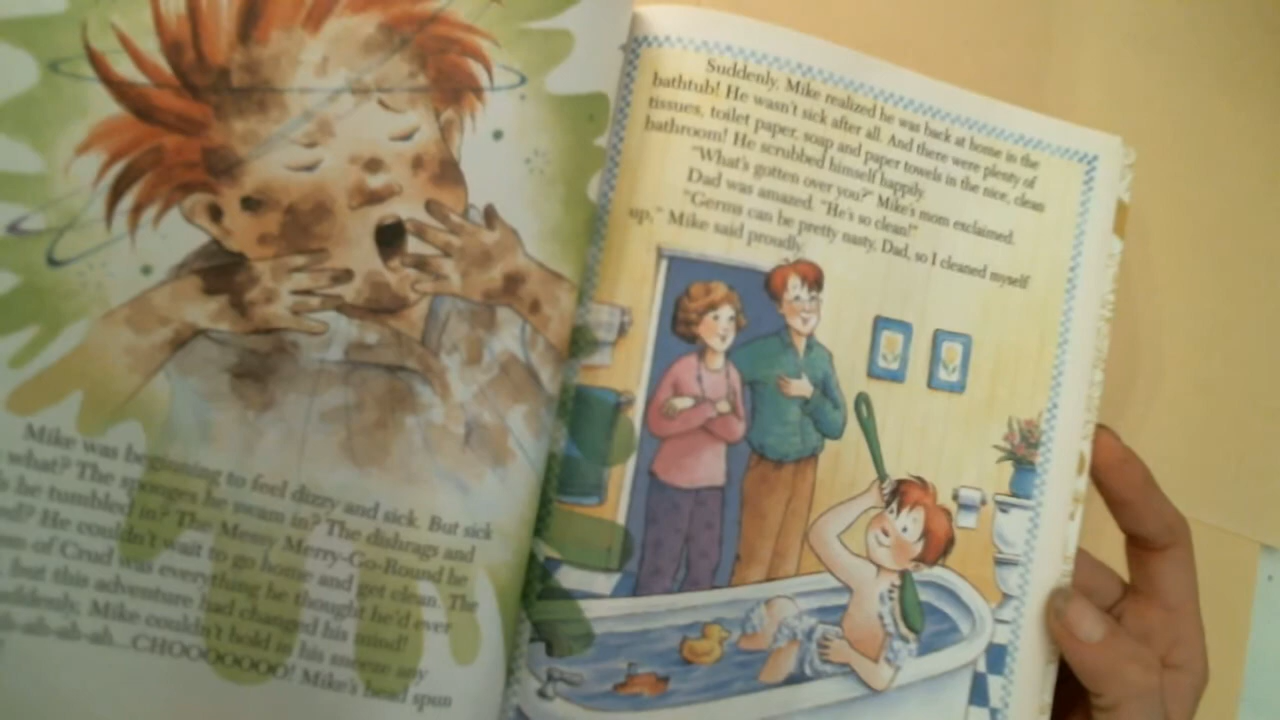 Mike was beginning to feel dizzy and sick. But sick
what? The sponges he swam in? The dishrags and
he tumbled in? The Merry Merry-Go-Round he
He couldn't wait to go home and get clean. The
of Crud was everything he thought he'd ever
but this adventure had changed his mind!
Mike couldn't hold in his sneeze any
CHOOOOOOO! Mike's head spun
Suddenly, Mike realized he was back at home in the
bathtub! He wasn't sick after all. And there were plenty of
tissues, toilet paper, soap and paper towels in the nice, clean
bathroom! He scrubbed himself happily.
"What's gotten over you?" Mike's mom exclaimed.
Dad was amazed. "He's so clean!"
"Germs can be pretty nasty, Dad, so I cleaned myself
up," Mike said proudly.